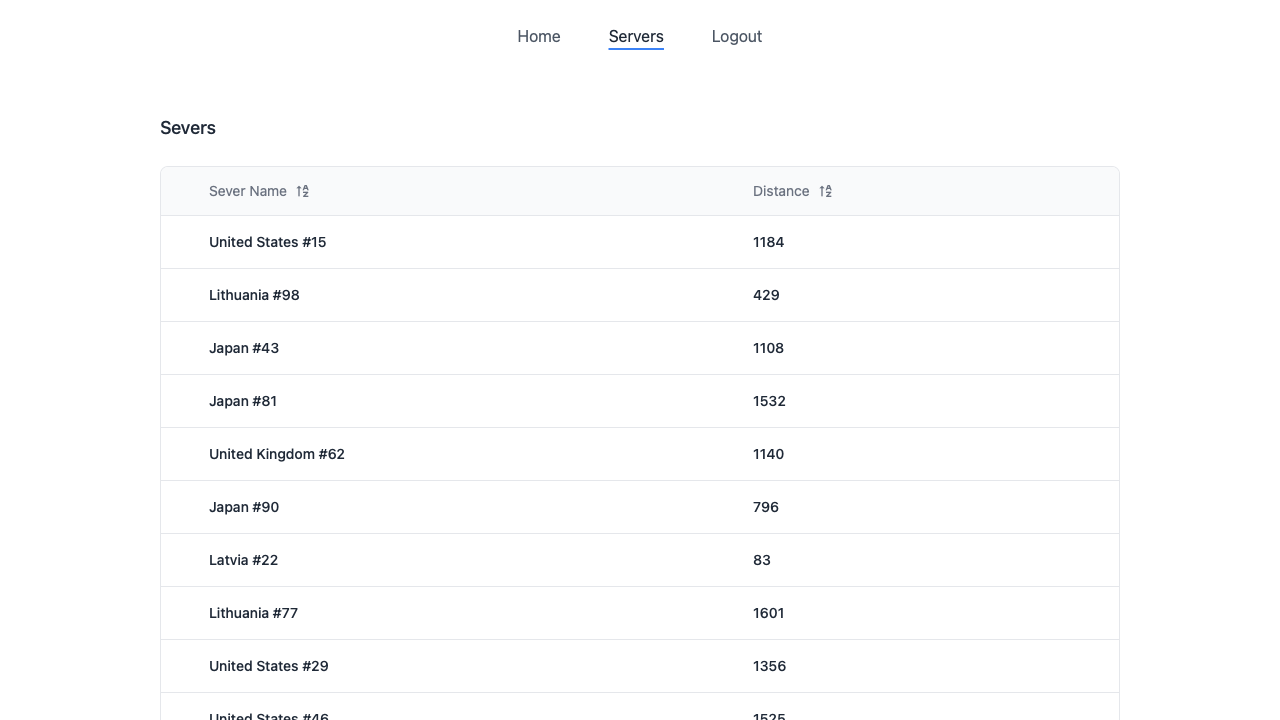 Home Servers Logout
Severs
Sever Name Distance
United States #15 1184
Lithuania #98 429
Japan #43 1108
Japan #81 1532
United Kingdom #62 1140
Japan #90 796
Latvia #22 83
Lithuania #77 1601
United States #29 1356
United States #46 1525